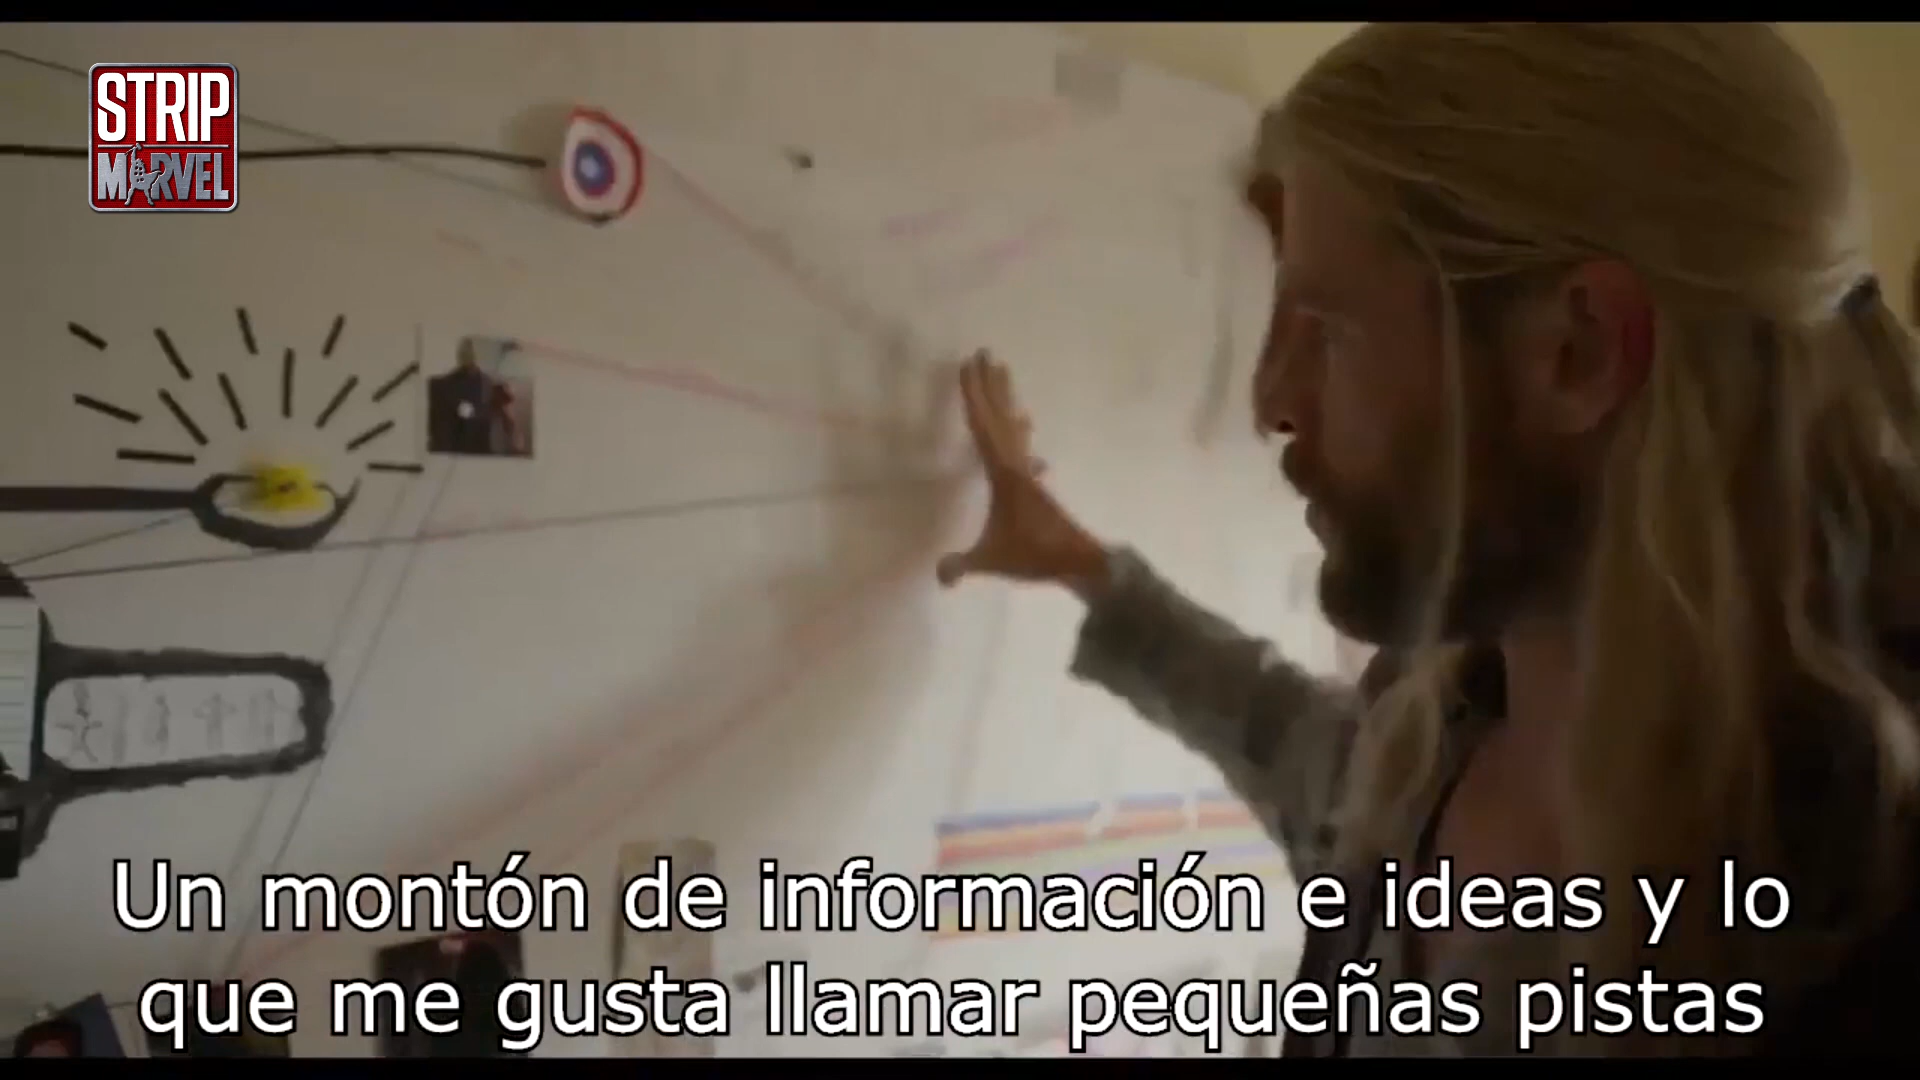 STRIP
MARVEL
Un montón de información e ideas y lo
que me gusta llamar pequeñas pistas